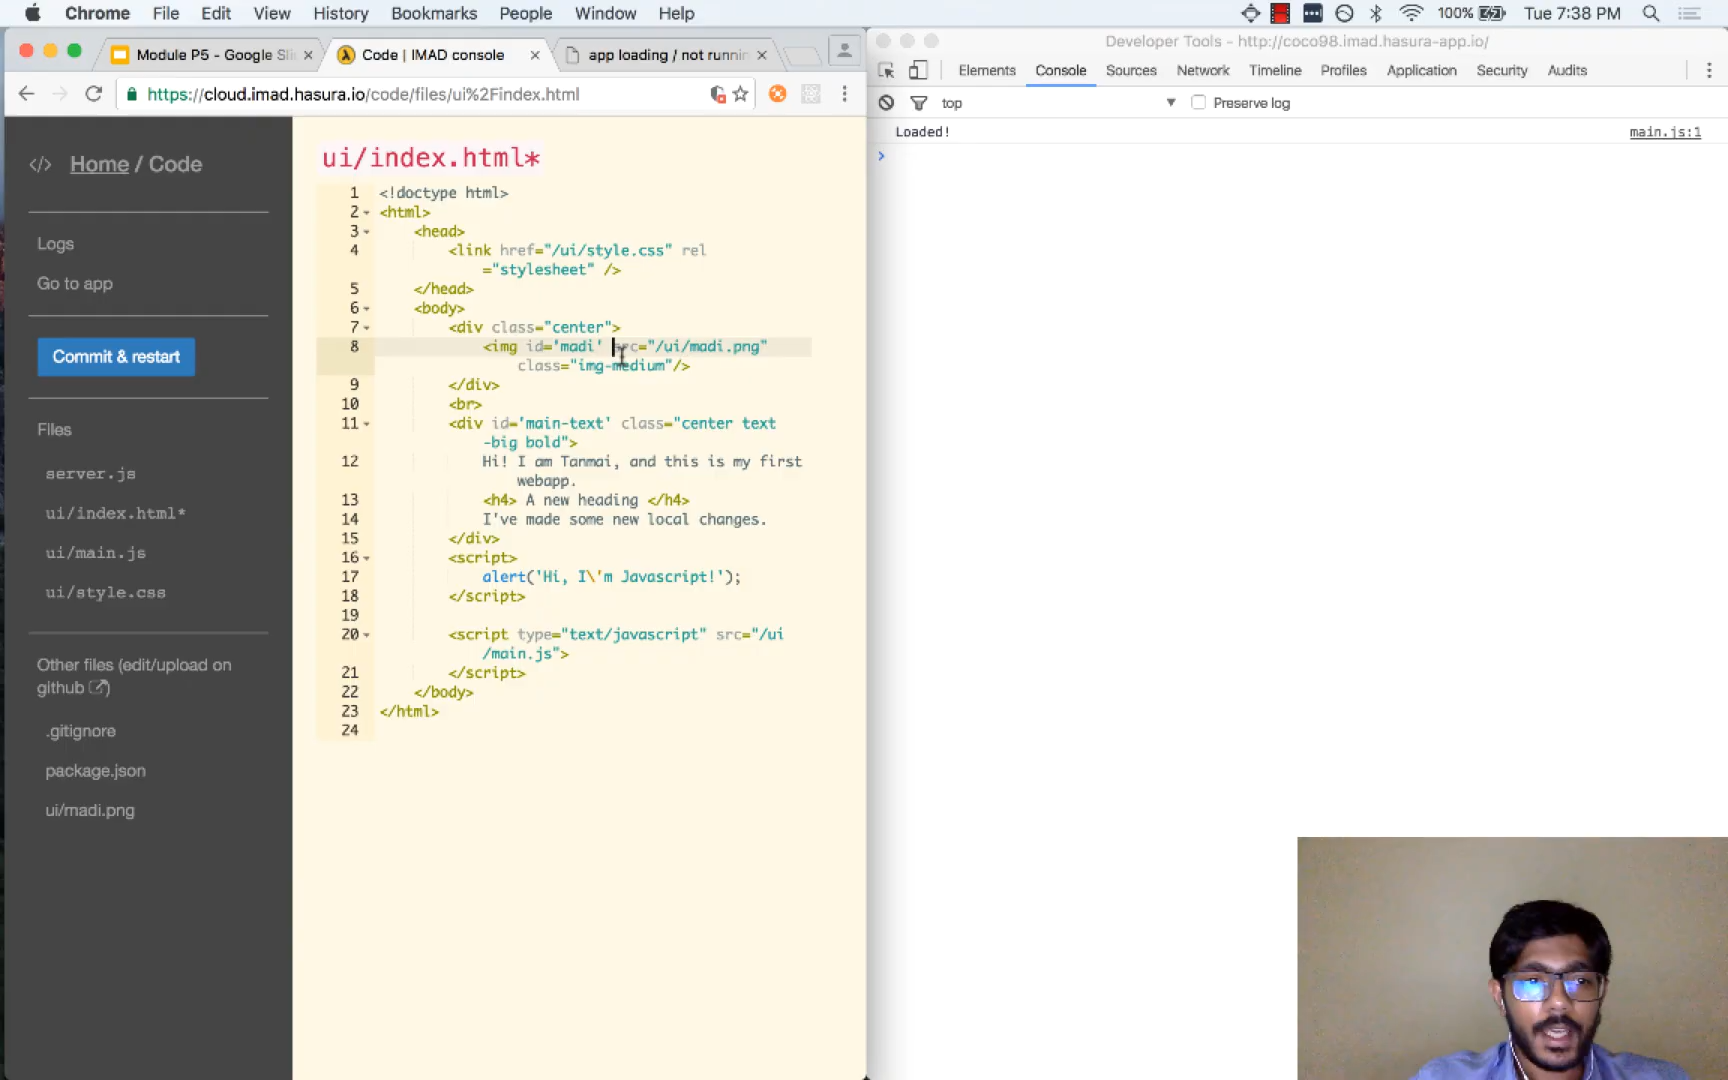 Chrome File Edit View History Bookmarks People Window Help 100% Tue 7:38 PM
Module P5 - Google Sli
Code | IMAD console
app loading / not runnin
https://cloud.imad.hasura.io/code/files/ui%2Findex.html
</> Home / Code
Logs
Go to app
Commit & restart
Files
server.js
ui/index.html*
ui/main.js
ui/style.css
Other files (edit/upload on
github )
.gitignore
package.json
ui/madi.png
ui/index.html*
1 <!doctype html>
2 <html>
3 <head>
4 <link href="/ui/style.css" rel
="stylesheet" />
5 </head>
6 <body>
7 <div class="center">
8 <img id='madi' src="/ui/madi.png"
class="img-medium"/>
9 </div>
10 <br>
11 <div id='main-text' class="center text
-big bold">
12 Hi! I am Tanmai, and this is my first
webapp.
13 <h4> A new heading </h4>
14 I've made some new local changes.
15 </div>
16 <script>
17 alert('Hi, I\'m Javascript!');
18 </script>
19
20 <script type="text/javascript" src="/ui
/main.js">
21 </script>
22 </body>
23 </html>
24
Developer Tools - http://coco98.imad.hasura-app.io/
Elements Console Sources Network Timeline Profiles Application Security Audits
top Preserve log
Loaded! main.js:1